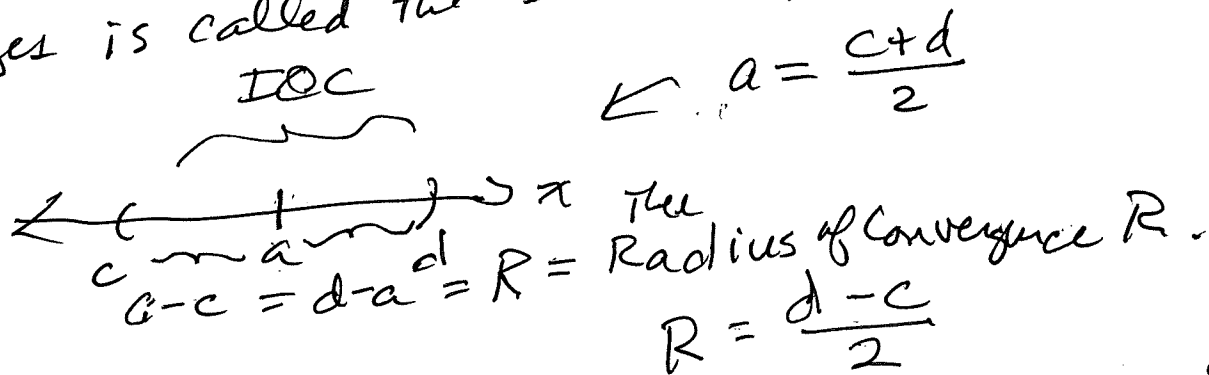 is called the
IOC
a = c+d/2
x The
c a d Radius of Convergence R.
a-c = d-a = R =
R = d-c/2